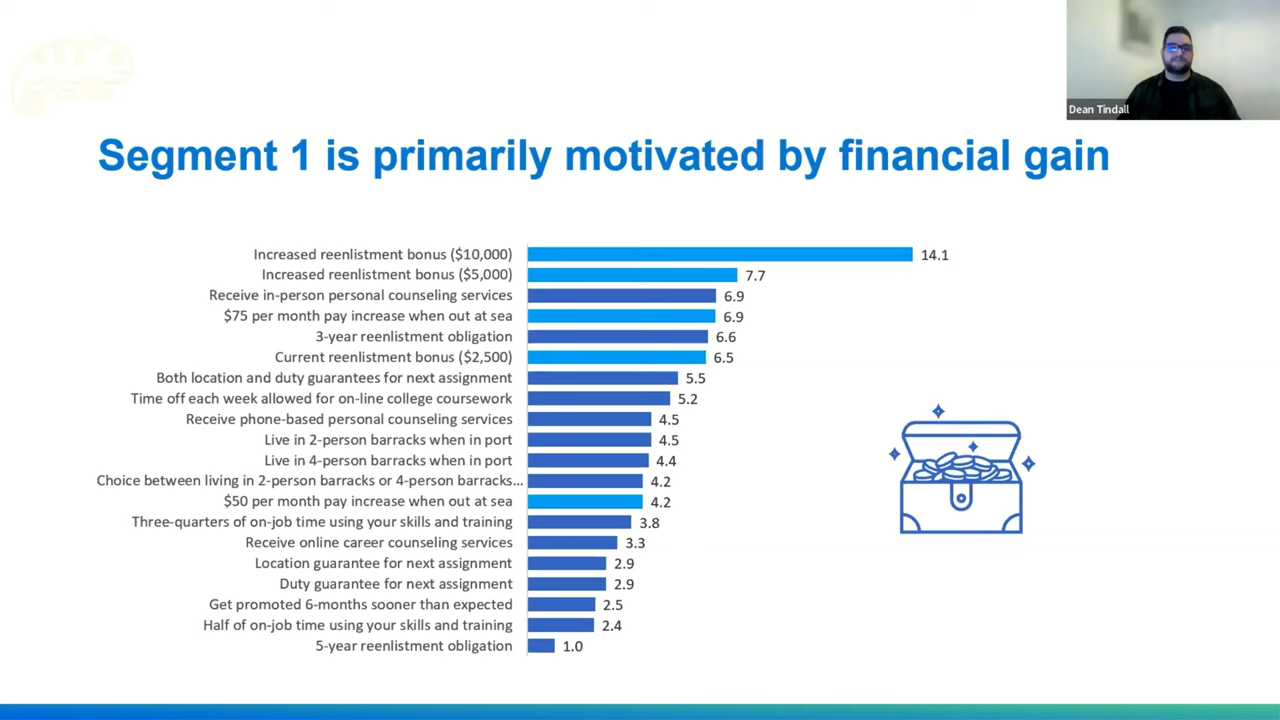 Dean Tindall
Segment 1 is primarily motivated by financial gain
Increased reenlistment bonus ($10,000) 14.1
Increased reenlistment bonus ($5,000) 7.7
Receive in-person personal counseling services 6.9
$75 per month pay increase when out at sea 6.9
3-year reenlistment obligation 6.6
Current reenlistment bonus ($2,500) 6.5
Both location and duty guarantees for next assignment 5.5
Time off each week allowed for on-line college coursework 5.2
Receive phone-based personal counseling services 4.5
Live in 2-person barracks when in port 4.5
Live in 4-person barracks when in port 4.4
Choice between living in 2-person barracks or 4-person barracks... 4.2
$50 per month pay increase when out at sea 4.2
Three-quarters of on-job time using your skills and training 3.8
Receive online career counseling services 3.3
Location guarantee for next assignment 2.9
Duty guarantee for next assignment 2.9
Get promoted 6-months sooner than expected 2.5
Half of on-job time using your skills and training 2.4
5-year reenlistment obligation 1.0